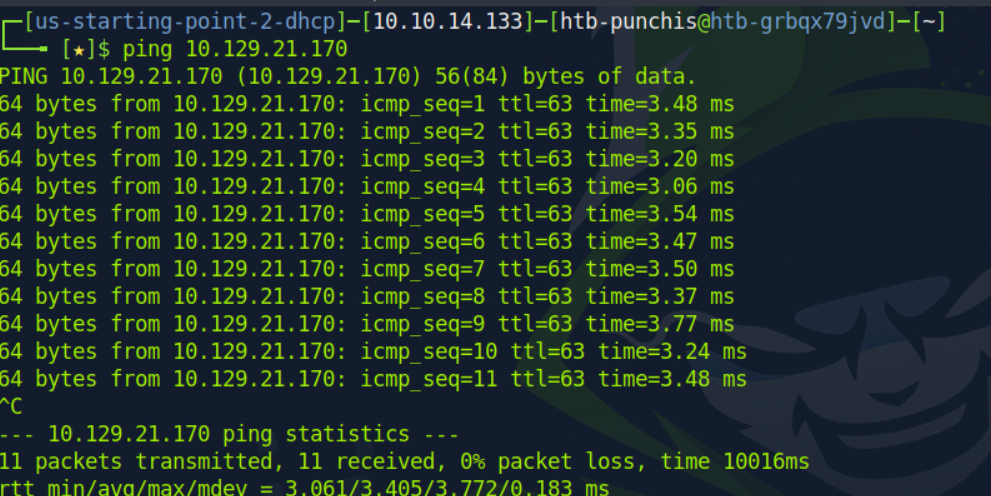 [us-starting-point-2-dhcp]-[10.10.14.133]-[htb-punchis@htb-grbqx79jvd]-[~]
[★]$ ping 10.129.21.170
PING 10.129.21.170 (10.129.21.170) 56(84) bytes of data.
64 bytes from 10.129.21.170: icmp_seq=1 ttl=63 time=3.48 ms
64 bytes from 10.129.21.170: icmp_seq=2 ttl=63 time=3.35 ms
64 bytes from 10.129.21.170: icmp_seq=3 ttl=63 time=3.20 ms
64 bytes from 10.129.21.170: icmp_seq=4 ttl=63 time=3.06 ms
64 bytes from 10.129.21.170: icmp_seq=5 ttl=63 time=3.54 ms
64 bytes from 10.129.21.170: icmp_seq=6 ttl=63 time=3.47 ms
64 bytes from 10.129.21.170: icmp_seq=7 ttl=63 time=3.50 ms
64 bytes from 10.129.21.170: icmp_seq=8 ttl=63 time=3.37 ms
64 bytes from 10.129.21.170: icmp_seq=9 ttl=63 time=3.77 ms
64 bytes from 10.129.21.170: icmp_seq=10 ttl=63 time=3.24 ms
64 bytes from 10.129.21.170: icmp_seq=11 ttl=63 time=3.48 ms
^C
--- 10.129.21.170 ping statistics ---
11 packets transmitted, 11 received, 0% packet loss, time 10016ms
rtt min/avg/max/mdev = 3.061/3.405/3.772/0.183 ms